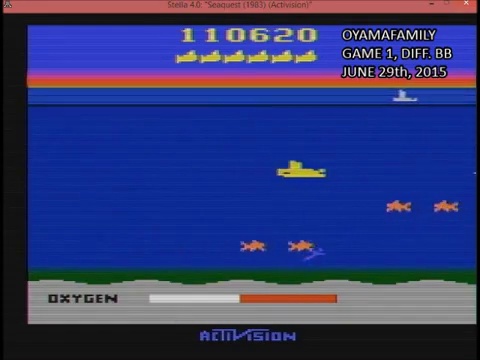 Stella 4.0: "Seaquest (1983) (Activision)"
110620
OYAMAFAMILY
GAME 1, DIFF. BB
JUNE 29th, 2015
OXYGEN
ACTIVISION